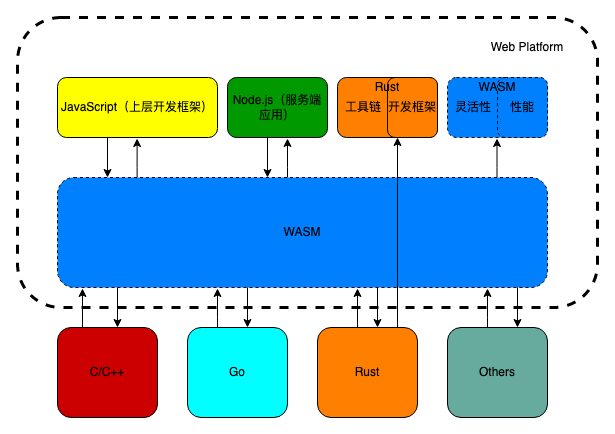 Web Platform
JavaScript（上层开发框架）
Node.js（服务端
应用）
Rust
工具链
开发框架
WASM
灵活性
性能
WASM
C/C++
Go
Rust
Others